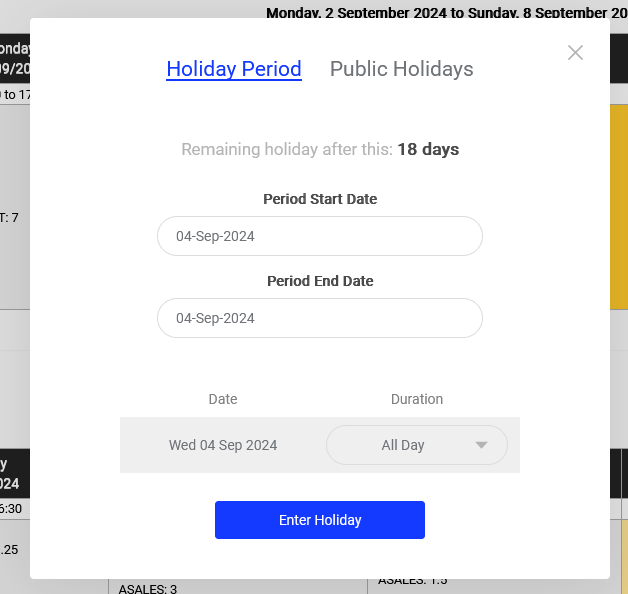 Monday, 2 September 2024 to Sunday, 8 September 20
onday
09/20
to 17
T: 7
Holiday Period Public Holidays
Remaining holiday after this: 18 days
Period Start Date
04-Sep-2024
Period End Date
04-Sep-2024
Date Duration
Wed 04 Sep 2024 All Day
Enter Holiday
y
024
6:30
.25
ASALES: 3
ASALES: 1.5